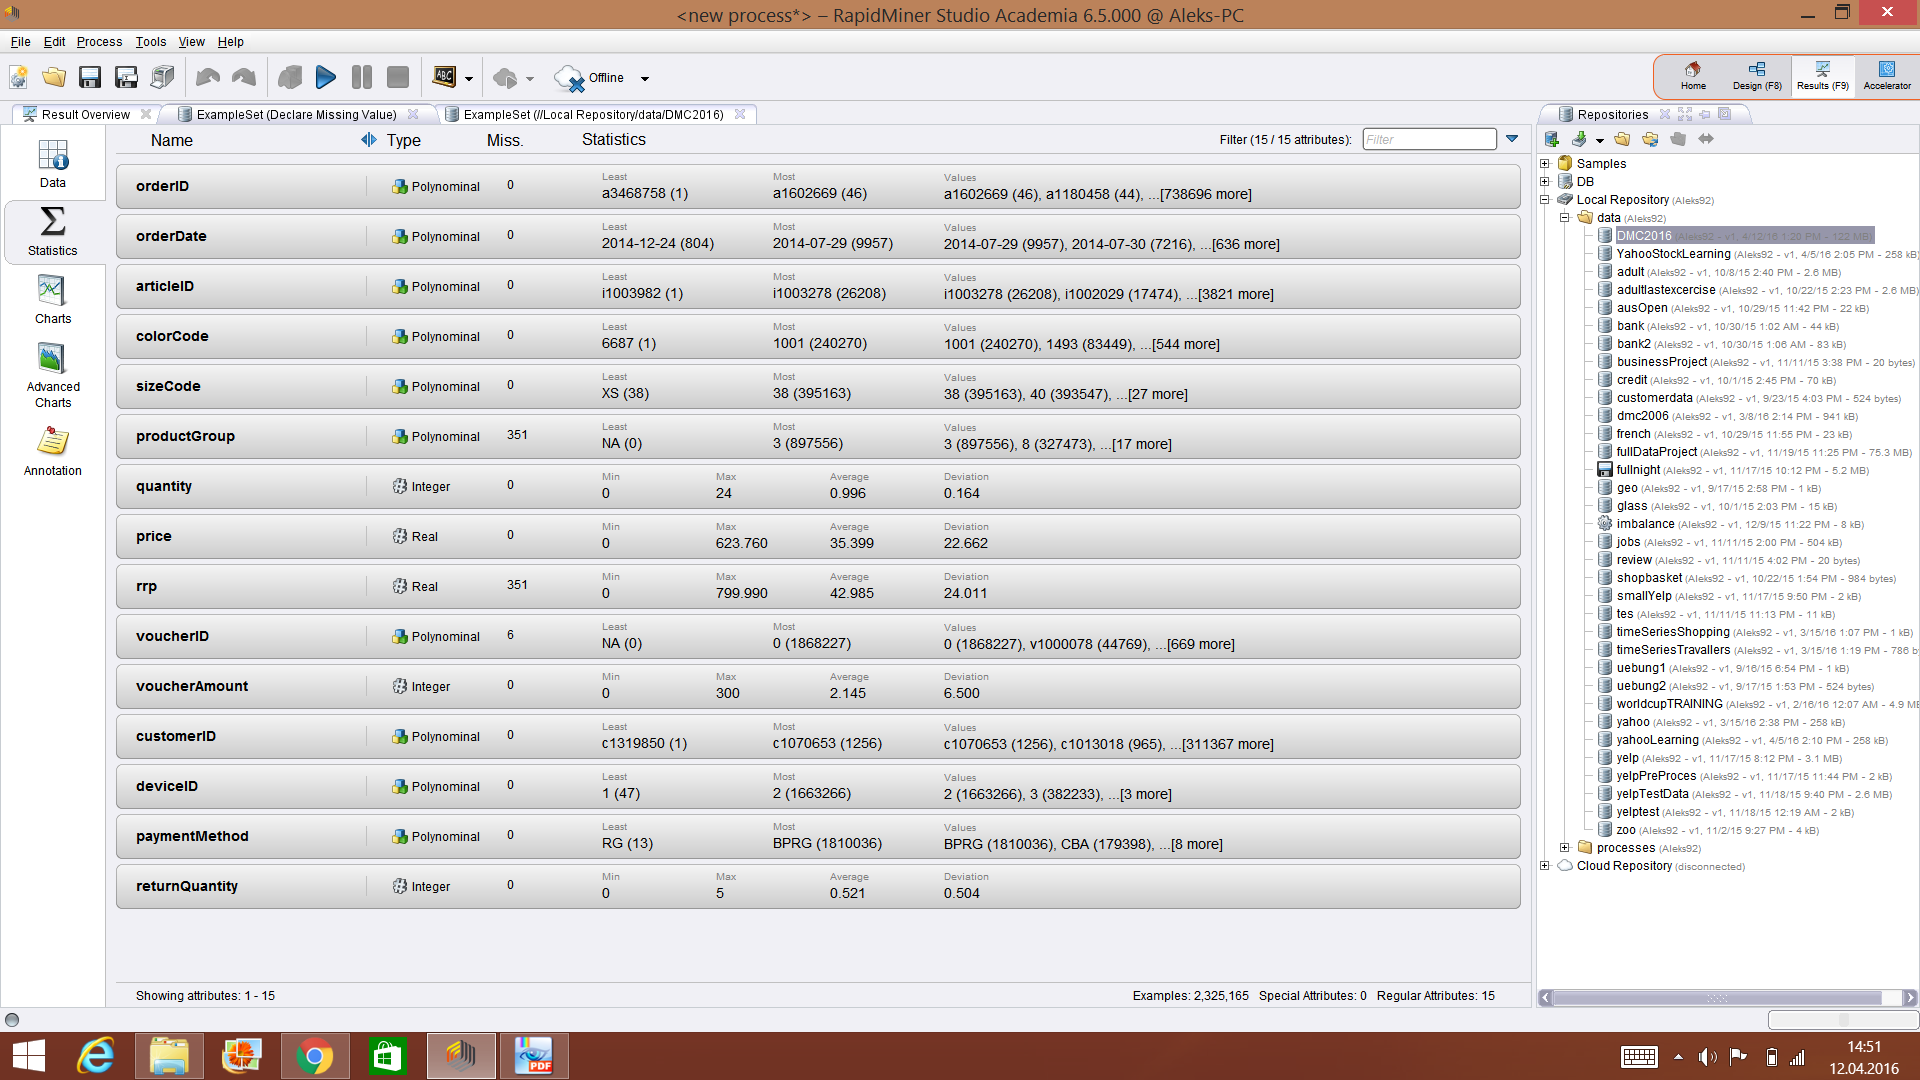 <new process*> – RapidMiner Studio Academia 6.5.000 @ Aleks-PC
File Edit Process Tools View Help
ABC Offline
Home Design (F8) Results (F9) Accelerator
Result Overview ExampleSet (Declare Missing Value) ExampleSet (//Local Repository/data/DMC2016)
Data
Statistics
Charts
Advanced
Charts
Annotation
Name Type Miss. Statistics Filter (15 / 15 attributes): Filter
orderID Polynominal 0 Least a3468758 (1) Most a1602669 (46) Values a1602669 (46), a1180458 (44), ...[738696 more]
orderDate Polynominal 0 Least 2014-12-24 (804) Most 2014-07-29 (9957) Values 2014-07-29 (9957), 2014-07-30 (7216), ...[636 more]
articleID Polynominal 0 Least i1003982 (1) Most i1003278 (26208) Values i1003278 (26208), i1002029 (17474), ...[3821 more]
colorCode Polynominal 0 Least 6687 (1) Most 1001 (240270) Values 1001 (240270), 1493 (83449), ...[544 more]
sizeCode Polynominal 0 Least XS (38) Most 38 (395163) Values 38 (395163), 40 (393547), ...[27 more]
productGroup Polynominal 351 Least NA (0) Most 3 (897556) Values 3 (897556), 8 (327473), ...[17 more]
quantity Integer 0 Min 0 Max 24 Average 0.996 Deviation 0.164
price Real 0 Min 0 Max 623.760 Average 35.399 Deviation 22.662
rrp Real 351 Min 0 Max 799.990 Average 42.985 Deviation 24.011
voucherID Polynominal 6 Least NA (0) Most 0 (1868227) Values 0 (1868227), v1000078 (44769), ...[669 more]
voucherAmount Integer 0 Min 0 Max 300 Average 2.145 Deviation 6.500
customerID Polynominal 0 Least c1319850 (1) Most c1070653 (1256) Values c1070653 (1256), c1013018 (965), ...[311367 more]
deviceID Polynominal 0 Least 1 (47) Most 2 (1663266) Values 2 (1663266), 3 (382233), ...[3 more]
paymentMethod Polynominal 0 Least RG (13) Most BPRG (1810036) Values BPRG (1810036), CBA (179398), ...[8 more]
returnQuantity Integer 0 Min 0 Max 5 Average 0.521 Deviation 0.504
Showing attributes: 1 - 15 Examples: 2,325,165 Special Attributes: 0 Regular Attributes: 15
Repositories
Samples
DB
Local Repository (Aleks92)
data (Aleks92)
DMC2016 (Aleks92 - v1, 4/12/16 1:20 PM - 122 MB)
YahooStockLearning (Aleks92 - v1, 4/5/16 2:05 PM - 258 kB)
adult (Aleks92 - v1, 10/8/15 2:40 PM - 2.6 MB)
adultlastexcercise (Aleks92 - v1, 10/22/15 2:23 PM - 2.6 MB)
ausOpen (Aleks92 - v1, 10/29/15 11:42 PM - 22 kB)
bank (Aleks92 - v1, 10/30/15 1:02 AM - 44 kB)
bank2 (Aleks92 - v1, 10/30/15 1:06 AM - 83 kB)
businessProject (Aleks92 - v1, 11/11/15 3:38 PM - 20 bytes)
credit (Aleks92 - v1, 10/1/15 2:45 PM - 70 kB)
customerdata (Aleks92 - v1, 9/23/15 4:03 PM - 524 bytes)
dmc2006 (Aleks92 - v1, 3/8/16 2:14 PM - 941 kB)
french (Aleks92 - v1, 10/29/15 11:55 PM - 23 kB)
fullDataProject (Aleks92 - v1, 11/19/15 11:25 PM - 75.3 MB)
fullnight (Aleks92 - v1, 11/17/15 10:12 PM - 5.2 MB)
geo (Aleks92 - v1, 9/17/15 2:58 PM - 1 kB)
glass (Aleks92 - v1, 10/1/15 2:03 PM - 15 kB)
imbalance (Aleks92 - v1, 12/9/15 11:22 PM - 8 kB)
jobs (Aleks92 - v1, 11/11/15 2:00 PM - 504 kB)
review (Aleks92 - v1, 11/11/15 4:02 PM - 20 bytes)
shopbasket (Aleks92 - v1, 10/22/15 1:54 PM - 984 bytes)
smallYelp (Aleks92 - v1, 11/17/15 9:50 PM - 2 kB)
tes (Aleks92 - v1, 11/11/15 11:13 PM - 11 kB)
timeSeriesShopping (Aleks92 - v1, 3/15/16 1:07 PM - 1 kB)
timeSeriesTravallers (Aleks92 - v1, 3/15/16 1:19 PM - 786 b
uebung1 (Aleks92 - v1, 9/16/15 6:54 PM - 1 kB)
uebung2 (Aleks92 - v1, 9/17/15 1:53 PM - 524 bytes)
worldcupTRAINING (Aleks92 - v1, 2/16/16 12:07 AM - 4.9 MB
yahoo (Aleks92 - v1, 3/15/16 2:38 PM - 258 kB)
yahooLearning (Aleks92 - v1, 4/5/16 2:10 PM - 258 kB)
yelp (Aleks92 - v1, 11/17/15 8:12 PM - 3.1 MB)
yelpPreProces (Aleks92 - v1, 11/17/15 11:44 PM - 2 kB)
yelpTestData (Aleks92 - v1, 11/18/15 9:40 PM - 2.6 MB)
yelptest (Aleks92 - v1, 11/18/15 12:19 AM - 2 kB)
zoo (Aleks92 - v1, 11/2/15 9:27 PM - 4 kB)
processes (Aleks92)
Cloud Repository (disconnected)
PDF
14:51
12.04.2016